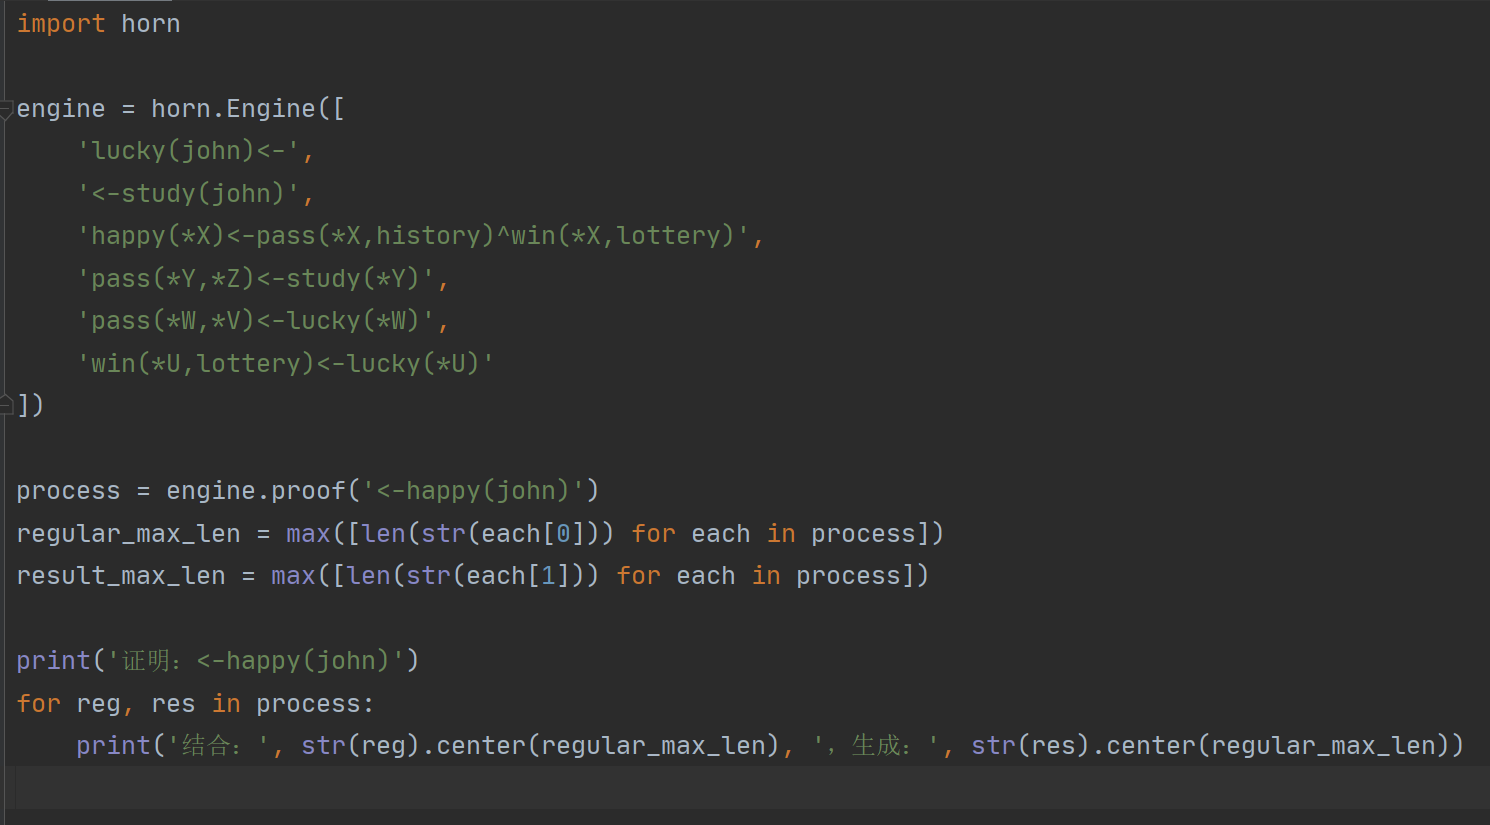 import horn
engine = horn.Engine([
    'lucky(john)<-',
    '<-study(john)',
    'happy(*X)<-pass(*X,history)^win(*X,lottery)',
    'pass(*Y,*Z)<-study(*Y)',
    'pass(*W,*V)<-lucky(*W)',
    'win(*U,lottery)<-lucky(*U)'
])
process = engine.proof('<-happy(john)')
regular_max_len = max([len(str(each[0])) for each in process])
result_max_len = max([len(str(each[1])) for each in process])
print('证明：<-happy(john)')
for reg, res in process:
    print('结合：', str(reg).center(regular_max_len), '，生成：', str(res).center(regular_max_len))